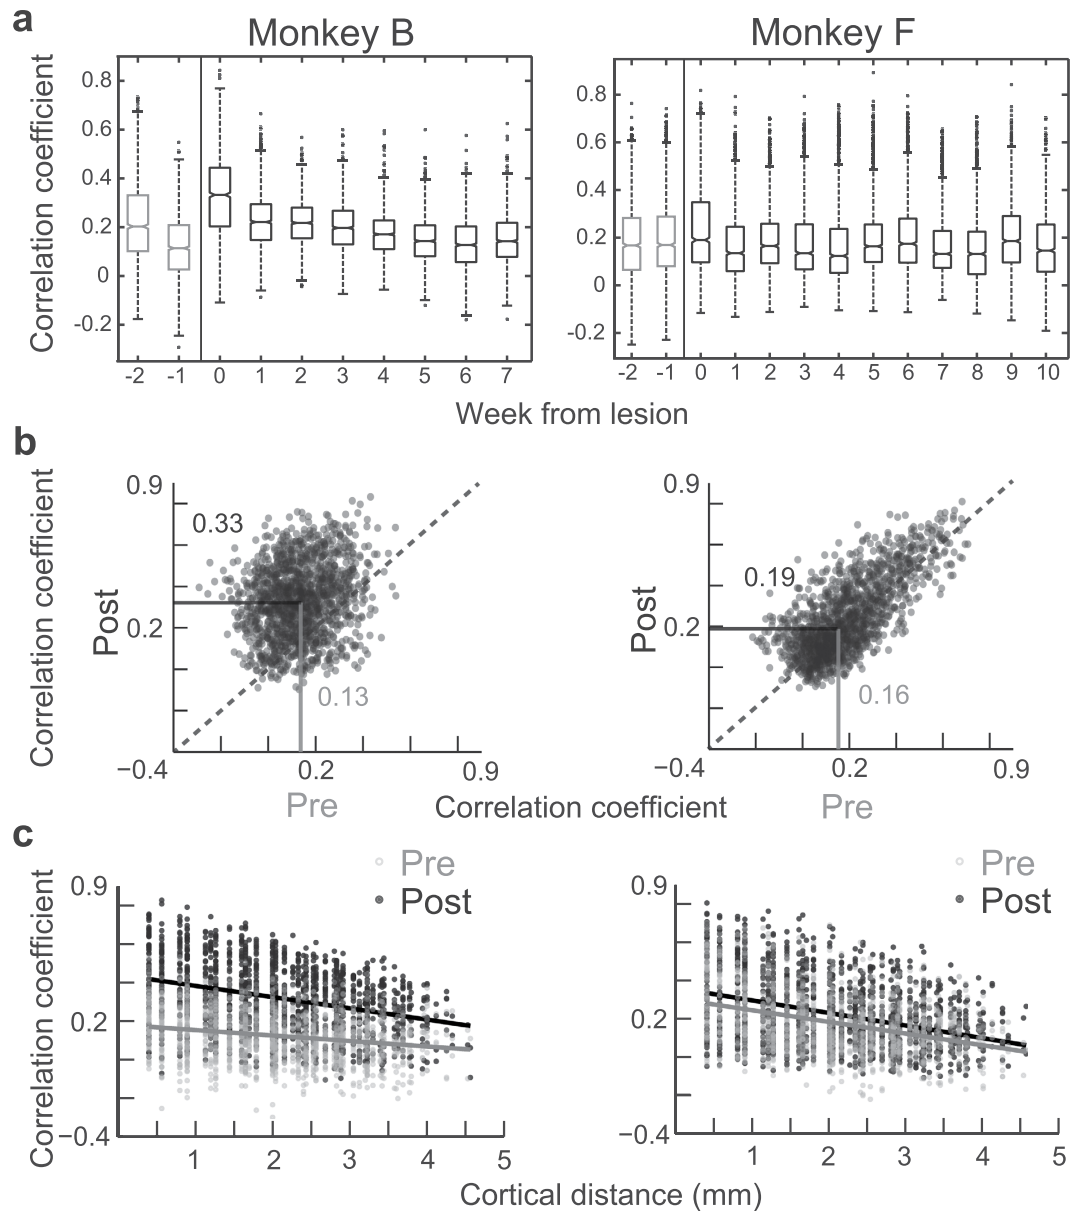 a
Monkey B
Monkey F
Correlation coefficient
0.8
0.6
0.4
0.2
0
-0.2
-2 -1 0 1 2 3 4 5 6 7
0.8
0.6
0.4
0.2
0
-0.2
-2 -1 0 1 2 3 4 5 6 7 8 9 10
Week from lesion
b
Correlation coefficient
Post
0.9
0.33
0.2
0.13
−0.4 0.2 0.9
Pre
Post
0.9
0.19
0.2
0.16
−0.4 0.2 0.9
Pre
Correlation coefficient
c
Correlation coefficient
Pre
Post
0.9
0.2
−0.4
1 2 3 4 5
Pre
Post
0.9
0.2
−0.4
1 2 3 4 5
Cortical distance (mm)